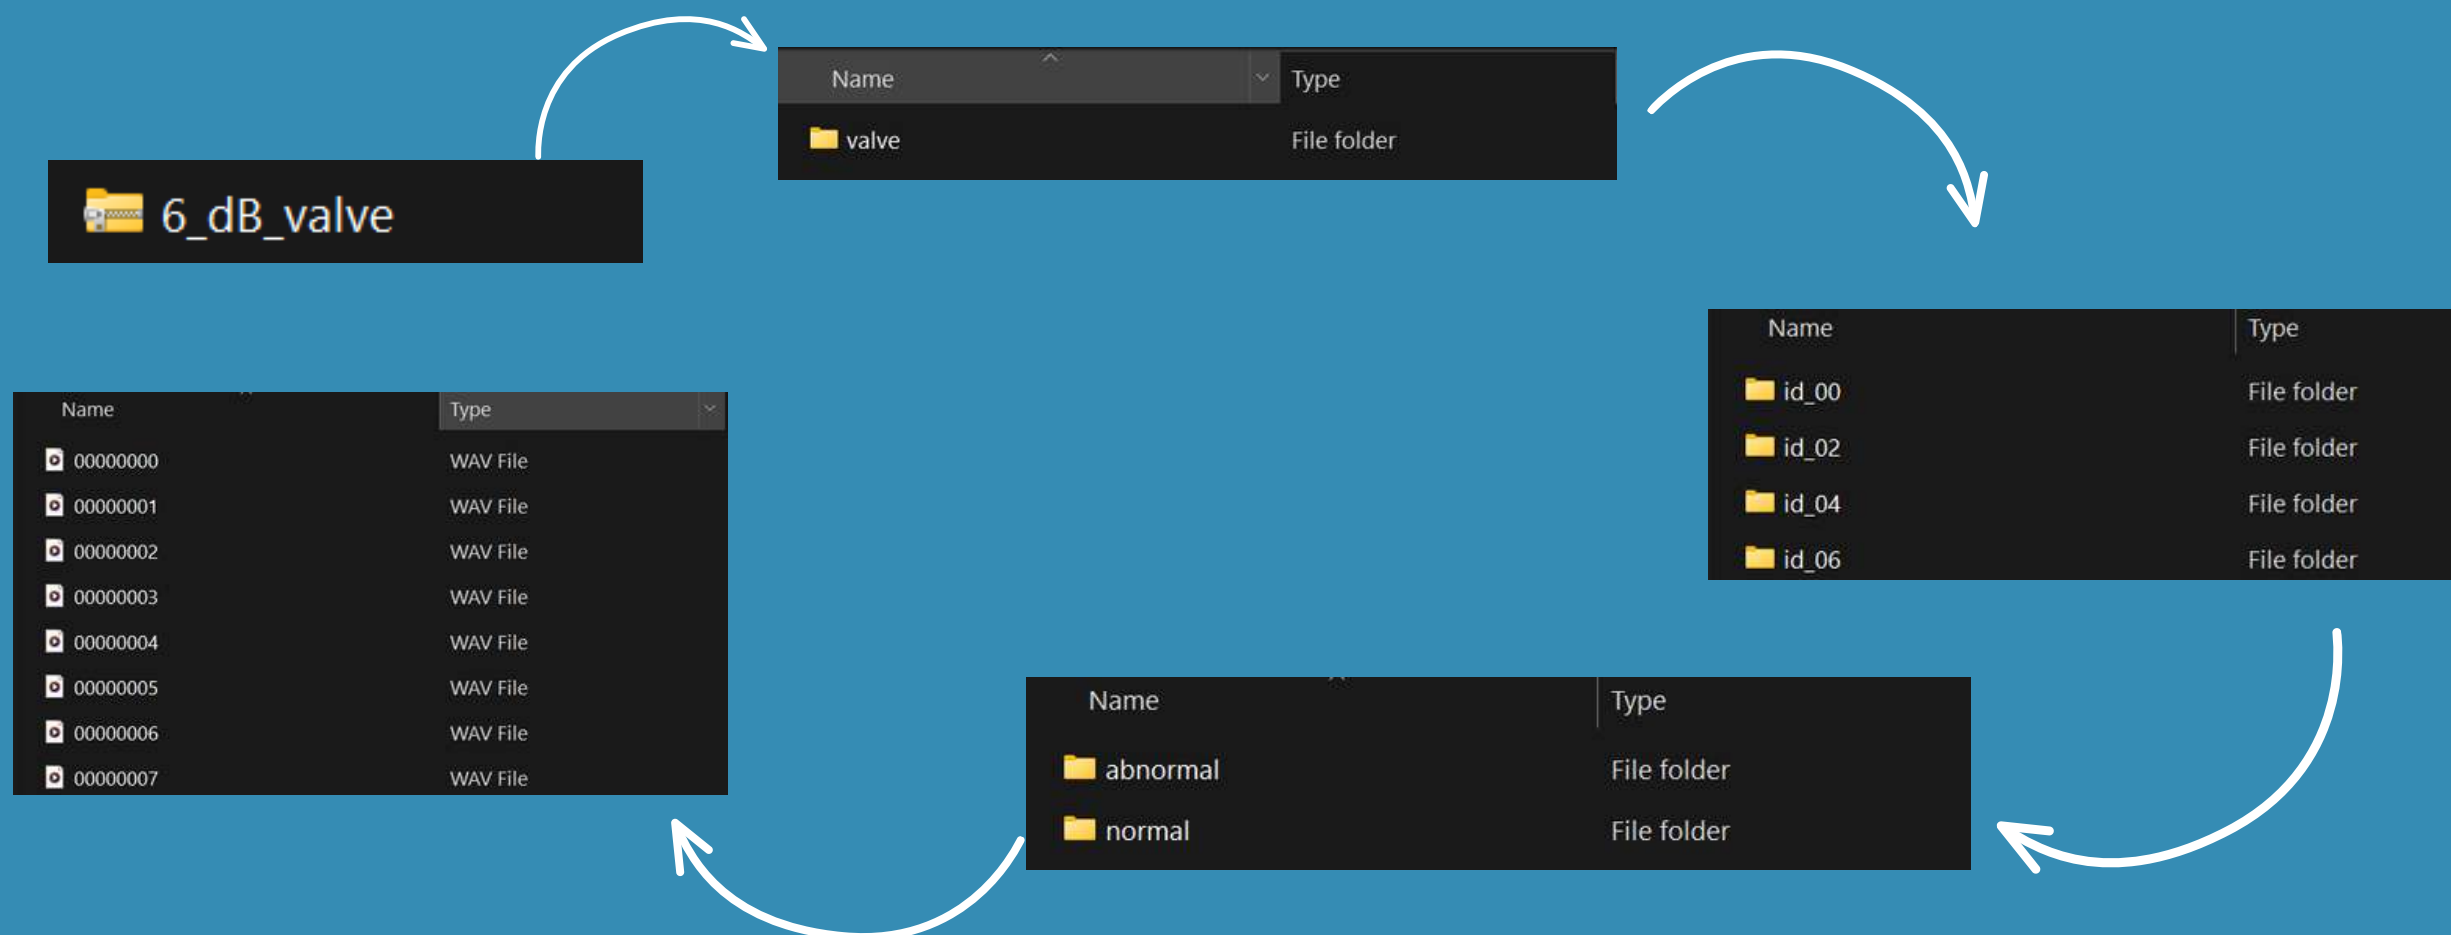 6_dB_valve
Name Type
valve File folder
Name Type
id_00 File folder
id_02 File folder
id_04 File folder
id_06 File folder
Name Type
abnormal File folder
normal File folder
Name Type
00000000 WAV File
00000001 WAV File
00000002 WAV File
00000003 WAV File
00000004 WAV File
00000005 WAV File
00000006 WAV File
00000007 WAV File